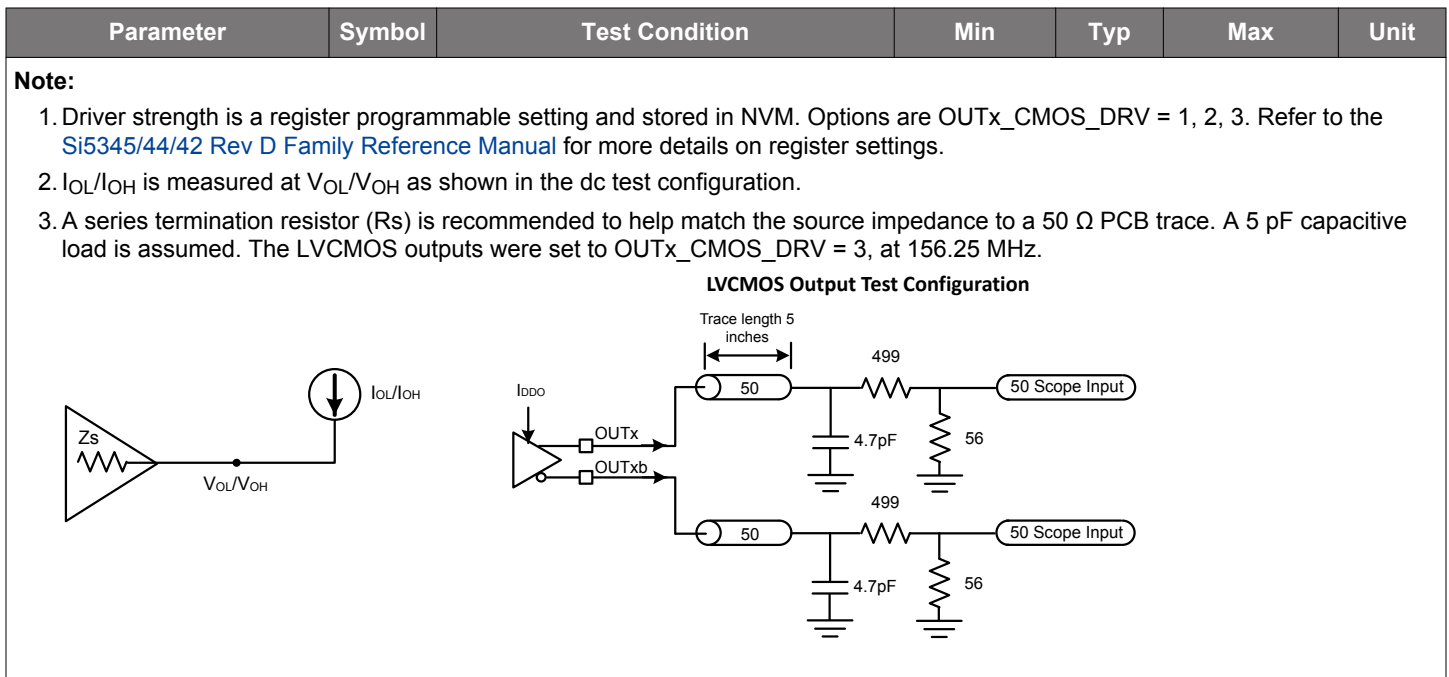 Parameter Symbol Test Condition Min Typ Max Unit
Note:
1. Driver strength is a register programmable setting and stored in NVM. Options are OUTx_CMOS_DRV = 1, 2, 3. Refer to the
Si5345/44/42 Rev D Family Reference Manual for more details on register settings.
2. IOL/IOH is measured at VOL/VOH as shown in the dc test configuration.
3. A series termination resistor (Rs) is recommended to help match the source impedance to a 50 Ω PCB trace. A 5 pF capacitive
load is assumed. The LVCMOS outputs were set to OUTx_CMOS_DRV = 3, at 156.25 MHz.
LVCMOS Output Test Configuration
Trace length 5
inches
Zs
VOL/VOH
IOL/IOH
IDDO
OUTx
OUTxb
50
499
4.7pF
56
50 Scope Input
50
499
4.7pF
56
50 Scope Input